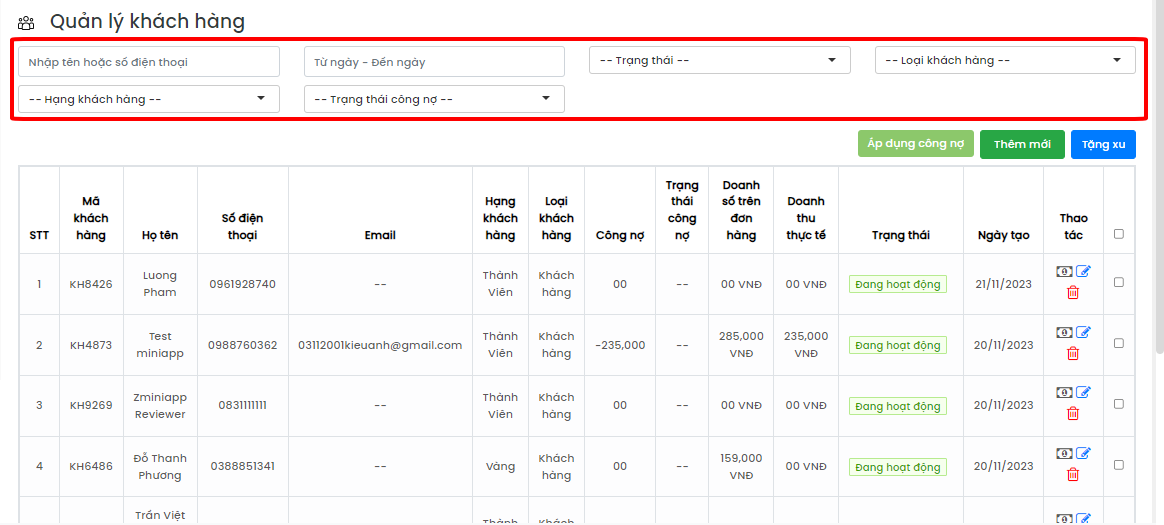 Quản lý khách hàng
Nhập tên hoặc số điện thoại
Từ ngày - Đến ngày
-- Trạng thái --
-- Loại khách hàng --
-- Hạng khách hàng --
-- Trạng thái công nợ --
Áp dụng công nợ
Thêm mới
Tặng xu
STT
Mã
khách
hàng
Họ tên
Số điện
thoại
Email
Hạng
khách
hàng
Loại
khách
hàng
Công nợ
Trạng
thái
công
nợ
Doanh
số trên
đơn
hàng
Doanh
thu
thực tế
Trạng thái
Ngày tạo
Thao
tác
1
KH8426
Luong
Pham
0961928740
--
Thành
Viên
Khách
hàng
00
--
00 VNĐ
00 VNĐ
Đang hoạt động
21/11/2023
2
KH4873
Test
miniapp
0988760362
03112001kieuanh@gmail.com
Thành
Viên
Khách
hàng
-235,000
--
285,000
VNĐ
235,000
VNĐ
Đang hoạt động
20/11/2023
3
KH9269
Zminiapp
Reviewer
0831111111
--
Thành
Viên
Khách
hàng
00
--
00 VNĐ
00 VNĐ
Đang hoạt động
20/11/2023
4
KH6486
Đỗ Thanh
Phương
0388851341
--
Vàng
Khách
hàng
00
--
159,000
VNĐ
00 VNĐ
Đang hoạt động
20/11/2023
Trần Việt
Thành
Khách